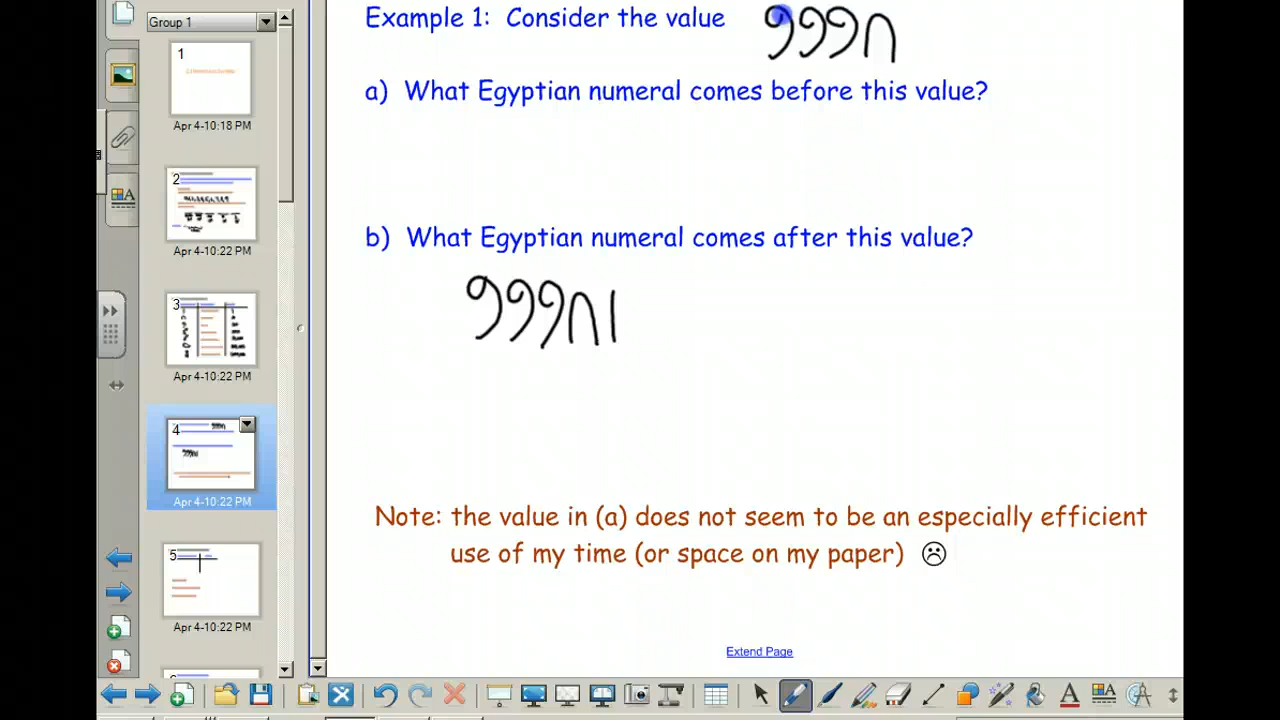 Group 1
1
Apr 4-10:18 PM
2
Apr 4-10:22 PM
3
Apr 4-10:22 PM
4
Apr 4-10:22 PM
5
Apr 4-10:22 PM
Example 1: Consider the value 999∩
a) What Egyptian numeral comes before this value?
b) What Egyptian numeral comes after this value?
999∩|
Note: the value in (a) does not seem to be an especially efficient
use of my time (or space on my paper) ☹
Extend Page